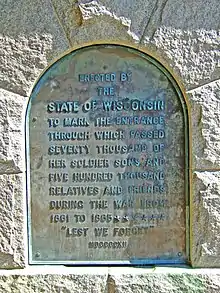 ERECTED BY
THE
STATE OF WISCONSIN
TO MARK THE ENTRANCE
THROUGH WHICH PASSED
SEVENTY THOUSAND OF
HER SOLDIER SONS, AND
FIVE HUNDRED THOUSAND
RELATIVES AND FRIENDS
DURING THE WAR FROM
1861 TO 1865
"LEST WE FORGET"